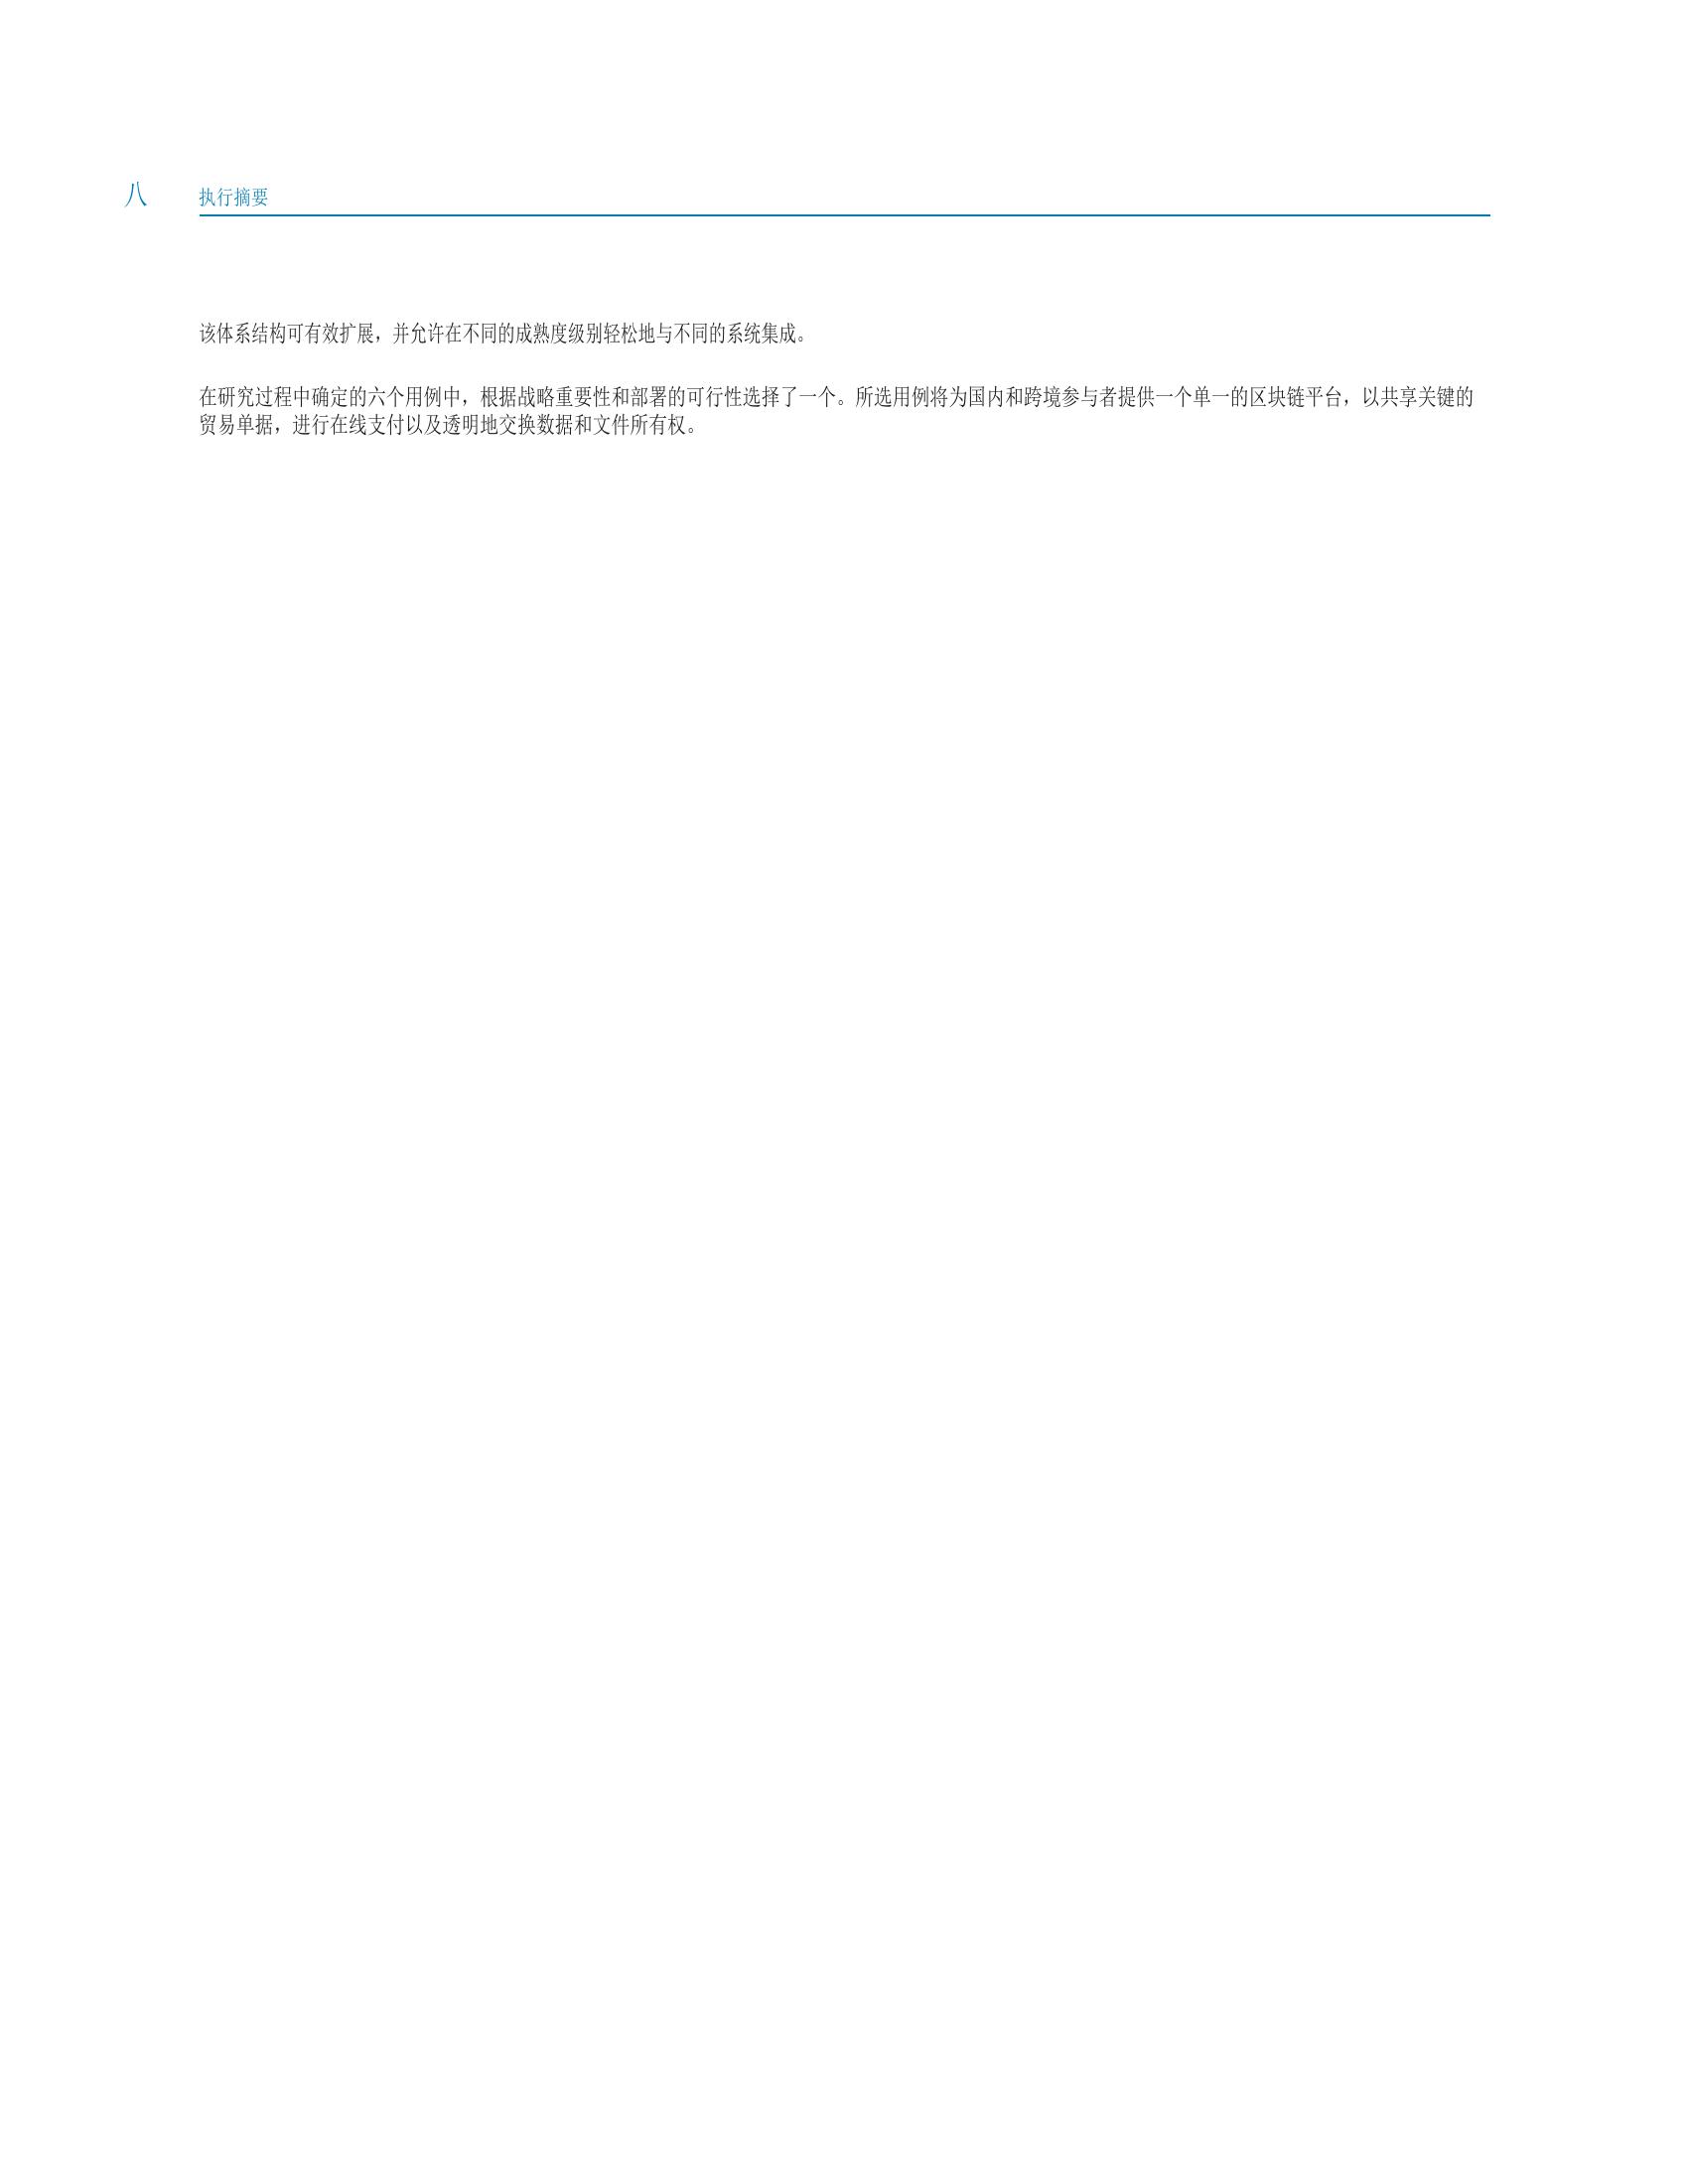 八 执行摘要
该体系结构可有效扩展，并允许在不同的成熟度级别轻松地与不同的系统集成。
在研究过程中确定的六个用例中，根据战略重要性和部署的可行性选择了一个。所选用例将为国内和跨境参与者提供一个单一的区块链平台，以共享关键的
贸易单据，进行在线支付以及透明地交换数据和文件所有权。